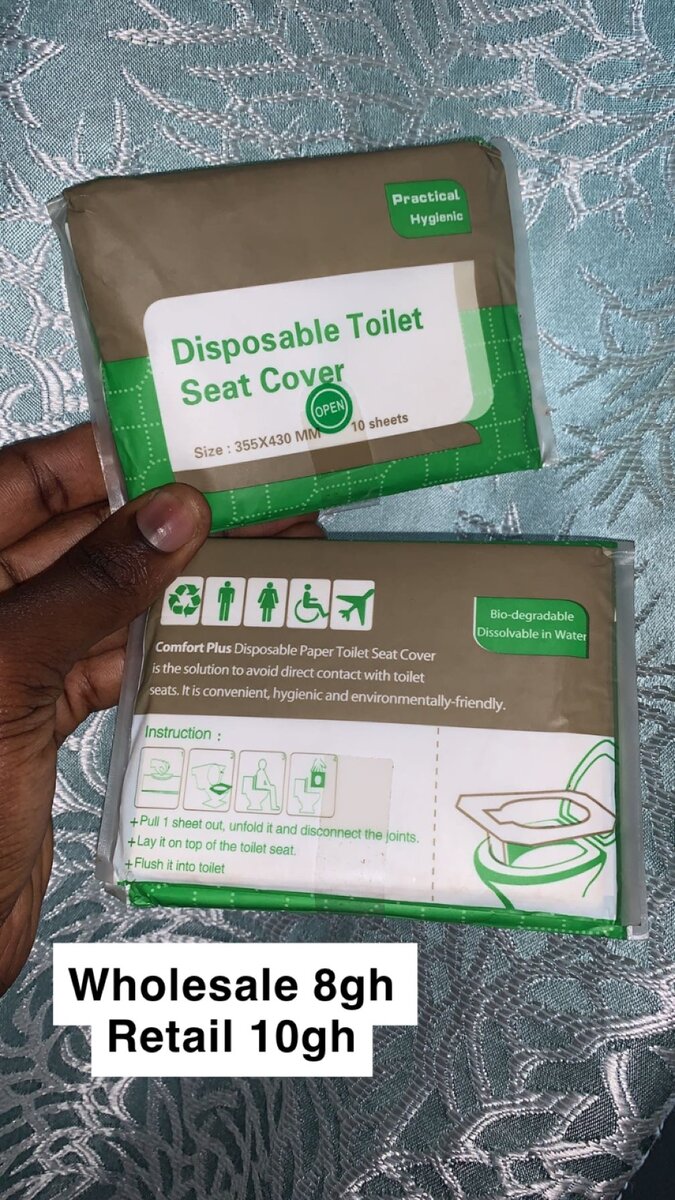 Practical
Hygienic
Disposable Toilet
Seat Cover
OPEN
Size : 355X430 MM 10 sheets
Bio-degradable
Dissolvable in Water
Comfort Plus Disposable Paper Toilet Seat Cover
is the solution to avoid direct contact with toilet
seats. It is convenient, hygienic and environmentally-friendly.
Instruction :
+Pull 1 sheet out, unfold it and disconnect the joints.
+Lay it on top of the toilet seat.
+Flush it into toilet
Wholesale 8gh
Retail 10gh